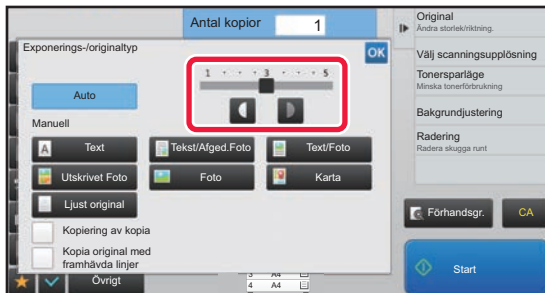 Antal kopior 1
Exponerings-/originaltyp
OK
1 3 5
Auto
Manuell
A Text
Tekst/Afged.Foto
Text/Foto
Utskrivet Foto
Foto
Karta
Ljust original
Kopiering av kopia
Kopia original med
framhävda linjer
Övrigt
3 A4
4 A4
Original
Ändra storlek/riktning.
Välj scanningsupplösning
Tonersparläge
Minska tonerförbrukning
Bakgrundjustering
Radering
Radera skugga runt
Förhandsgr.
CA
Start